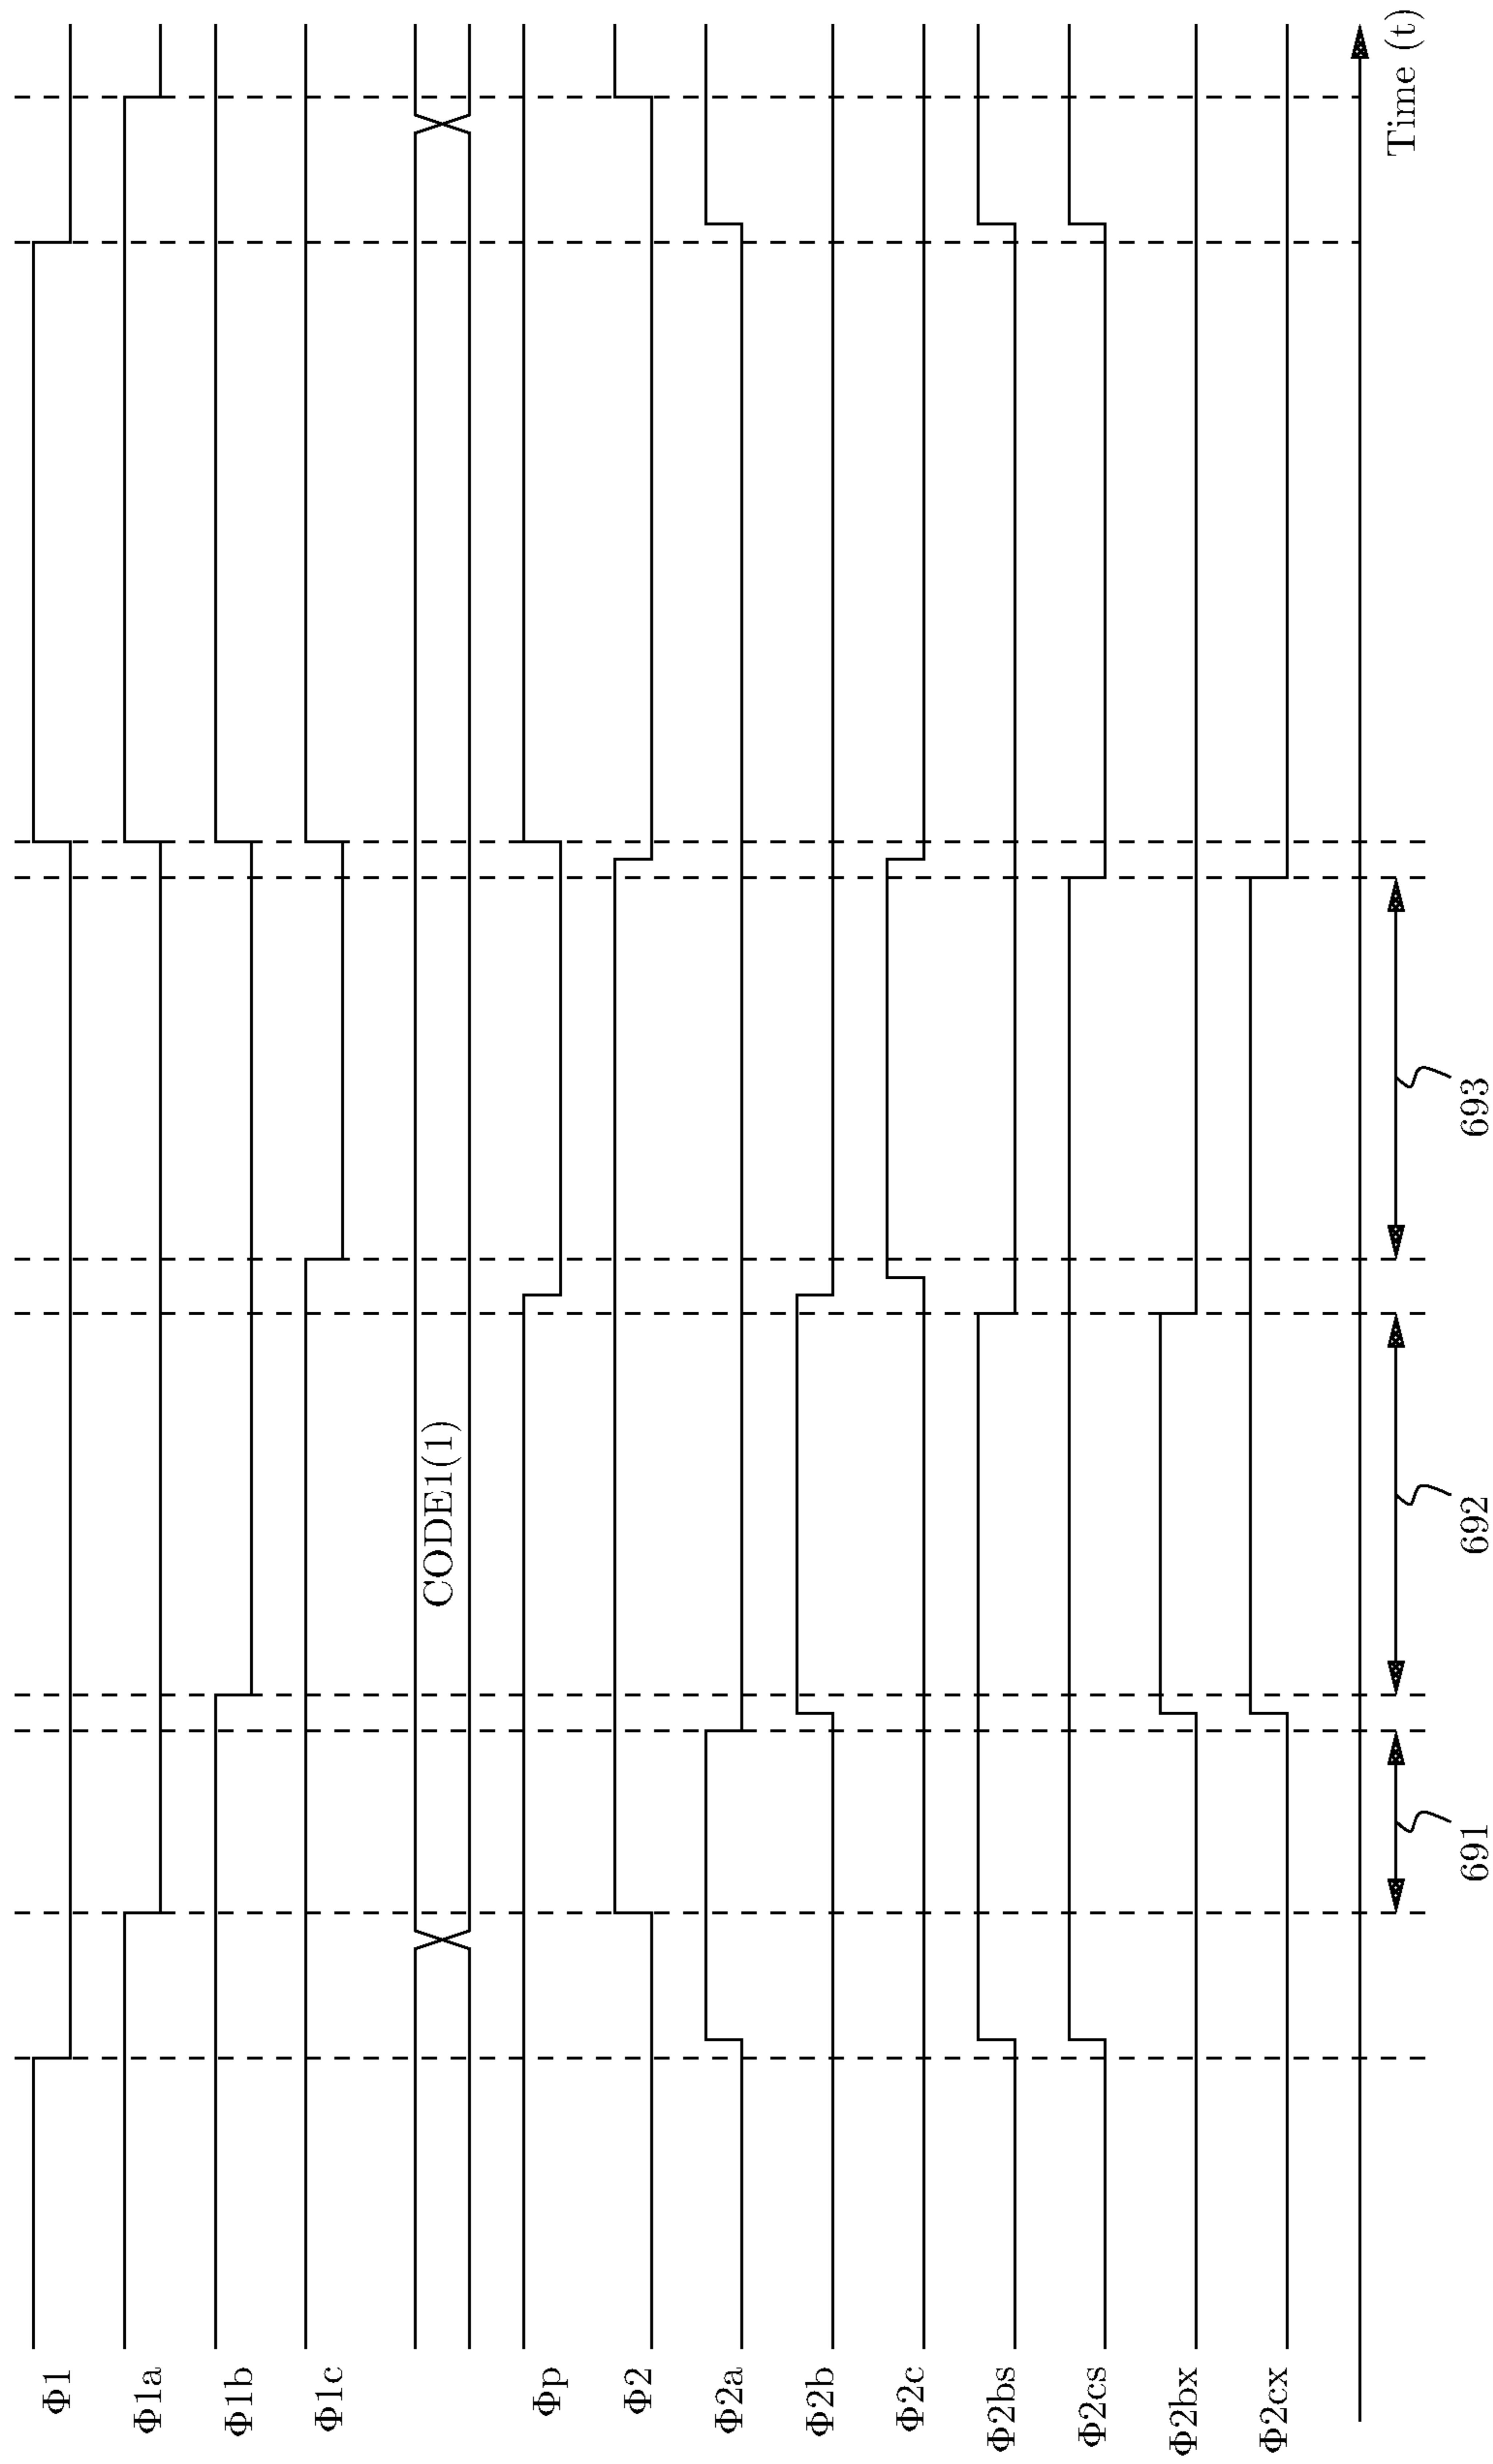 Φ1
Φ1a
Φ1b
Φ1c
CODE1(1)
Φp
Φ2
Φ2a
Φ2b
Φ2c
Φ2bs
Φ2cs
Φ2bx
Φ2cx
Time (t)
691
692
693